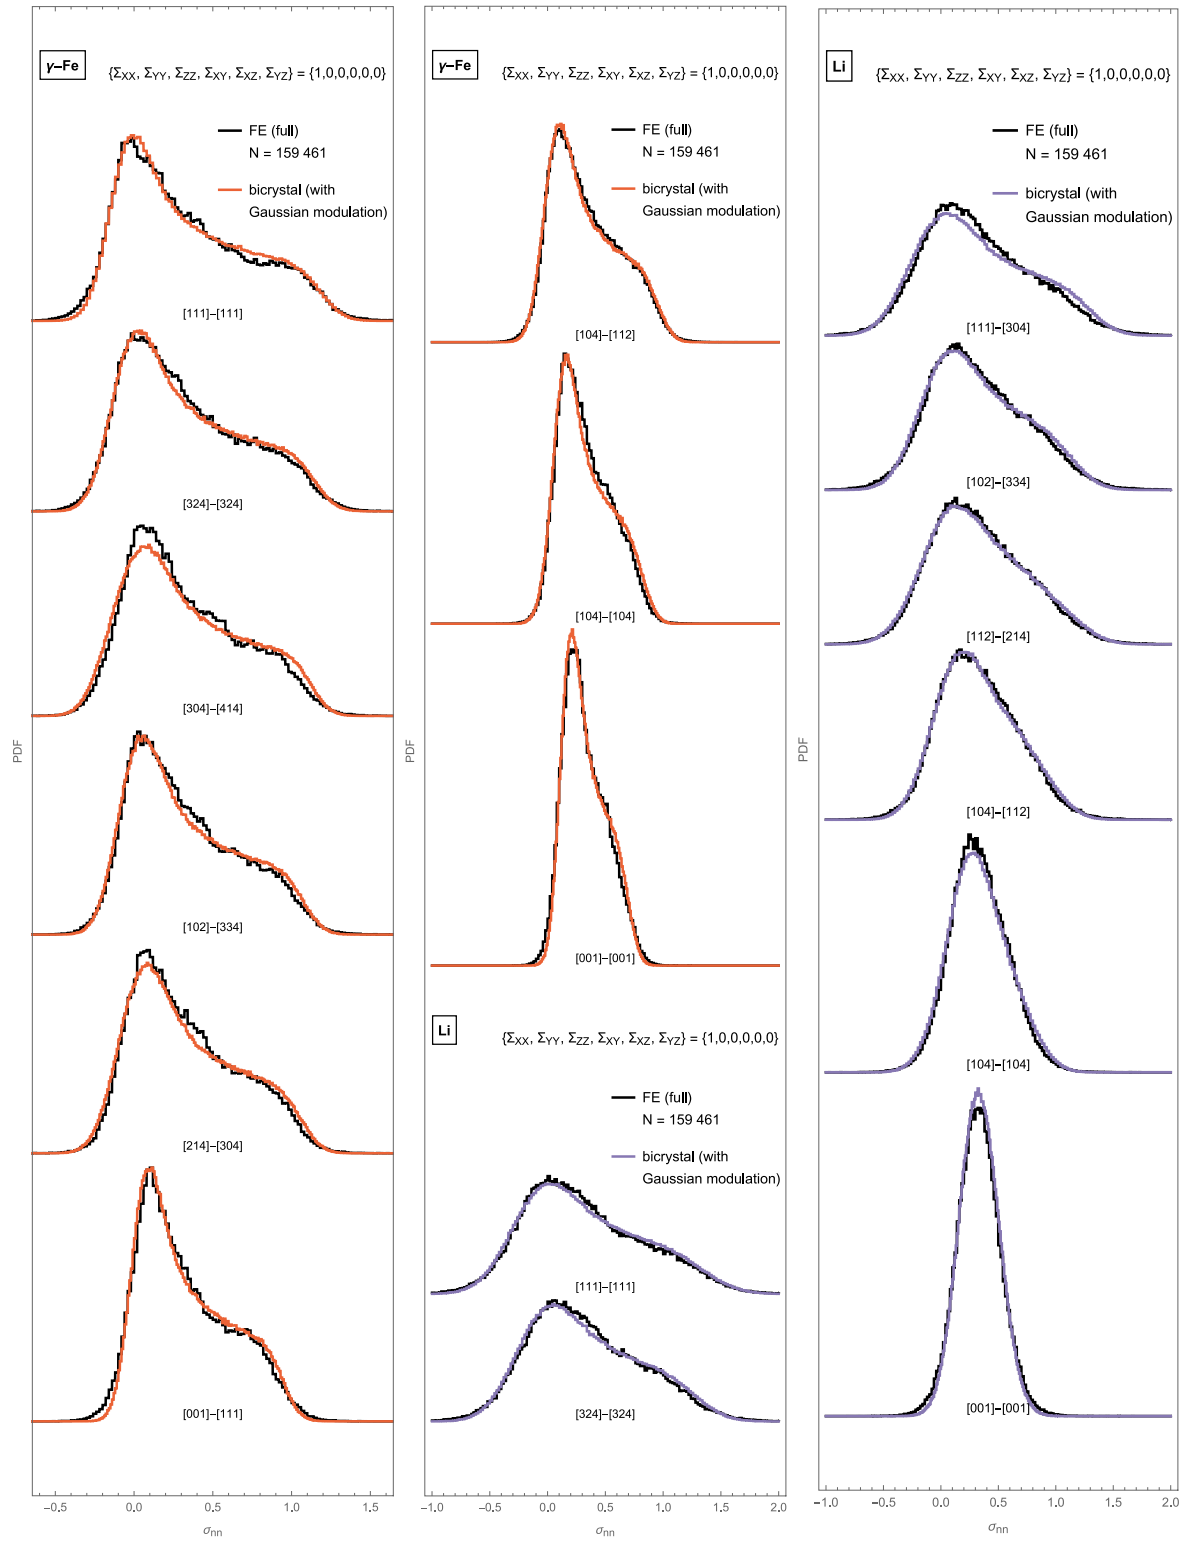 γ–Fe
{Σ_XX, Σ_YY, Σ_ZZ, Σ_XY, Σ_XZ, Σ_YZ} = {1,0,0,0,0,0}
FE (full)
N = 159 461
bicrystal (with
Gaussian modulation)
[111]–[111]
[324]–[324]
[304]–[414]
[102]–[334]
[214]–[304]
[001]–[111]
PDF
−0.5 0.0 0.5 1.0 1.5
σ_nn
γ–Fe
{Σ_XX, Σ_YY, Σ_ZZ, Σ_XY, Σ_XZ, Σ_YZ} = {1,0,0,0,0,0}
FE (full)
N = 159 461
bicrystal (with
Gaussian modulation)
[104]–[112]
[104]–[104]
[001]–[001]
PDF
Li
{Σ_XX, Σ_YY, Σ_ZZ, Σ_XY, Σ_XZ, Σ_YZ} = {1,0,0,0,0,0}
FE (full)
N = 159 461
bicrystal (with
Gaussian modulation)
[111]–[111]
[324]–[324]
−1.0 −0.5 0.0 0.5 1.0 1.5 2.0
σ_nn
Li
{Σ_XX, Σ_YY, Σ_ZZ, Σ_XY, Σ_XZ, Σ_YZ} = {1,0,0,0,0,0}
FE (full)
N = 159 461
bicrystal (with
Gaussian modulation)
[111]–[304]
[102]–[334]
[112]–[214]
[104]–[112]
[104]–[104]
[001]–[001]
PDF
−1.0 −0.5 0.0 0.5 1.0 1.5 2.0
σ_nn